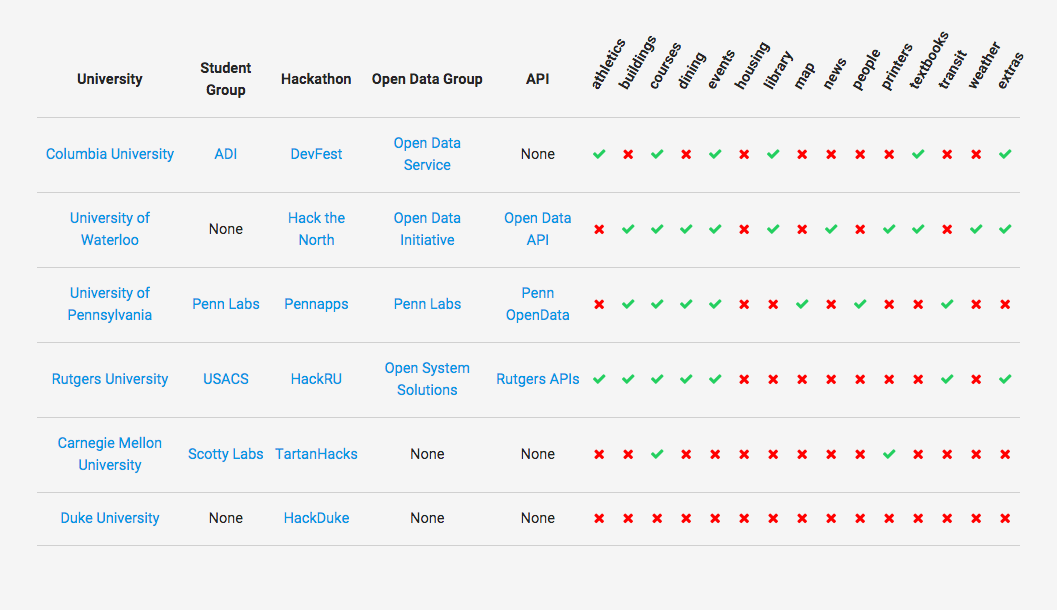 University Student Group Hackathon Open Data Group API athletics buildings courses dining events housing library map news people printers textbooks transit weather extras
Columbia University ADI DevFest Open Data Service None
University of Waterloo None Hack the North Open Data Initiative Open Data API
University of Pennsylvania Penn Labs Pennapps Penn Labs Penn OpenData
Rutgers University USACS HackRU Open System Solutions Rutgers APIs
Carnegie Mellon University Scotty Labs TartanHacks None None
Duke University None HackDuke None None